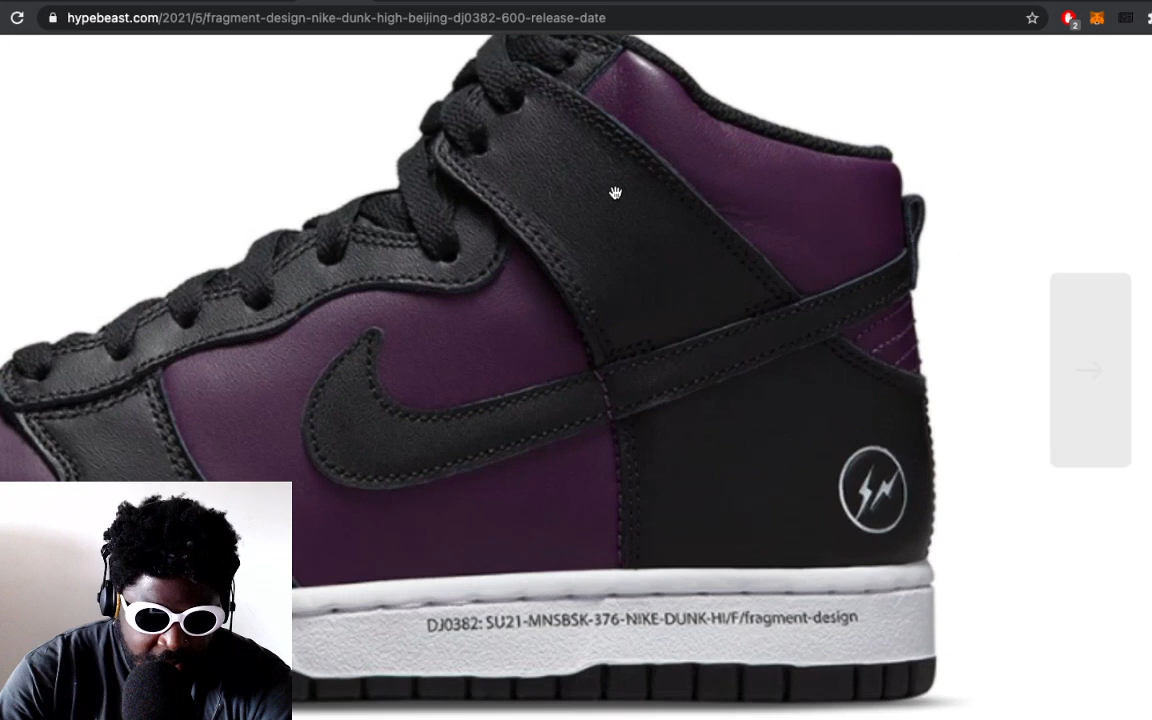 hypebeast.com/2021/5/fragment-design-nike-dunk-high-beijing-dj0382-600-release-date
2
DJ0382: SU21-MNSBSK-376-NIKE-DUNK-HI/F/fragment-design